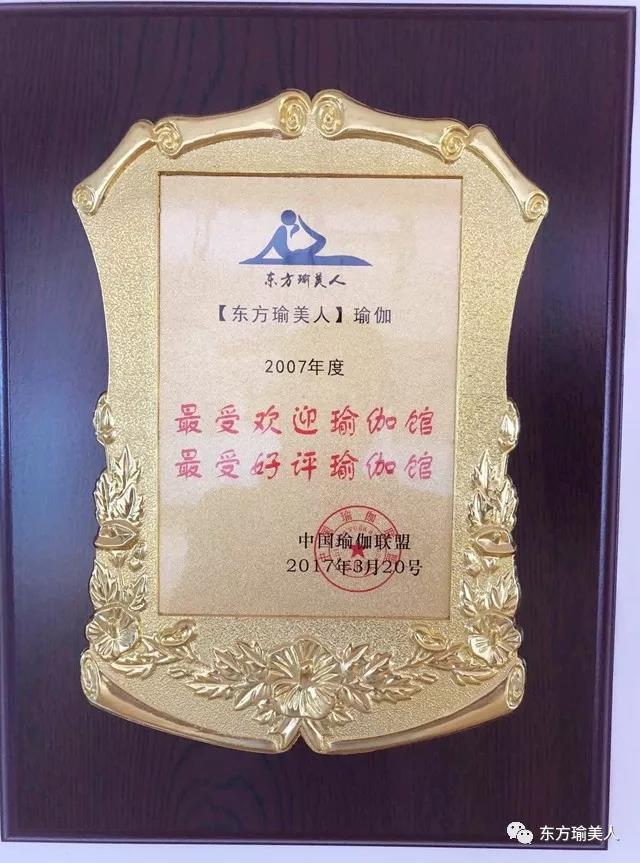 东方瑜美人
【东方瑜美人】瑜伽
2007年度
最受欢迎瑜伽馆
最受好评瑜伽馆
中国瑜伽联盟
2017年3月20号
东方瑜美人